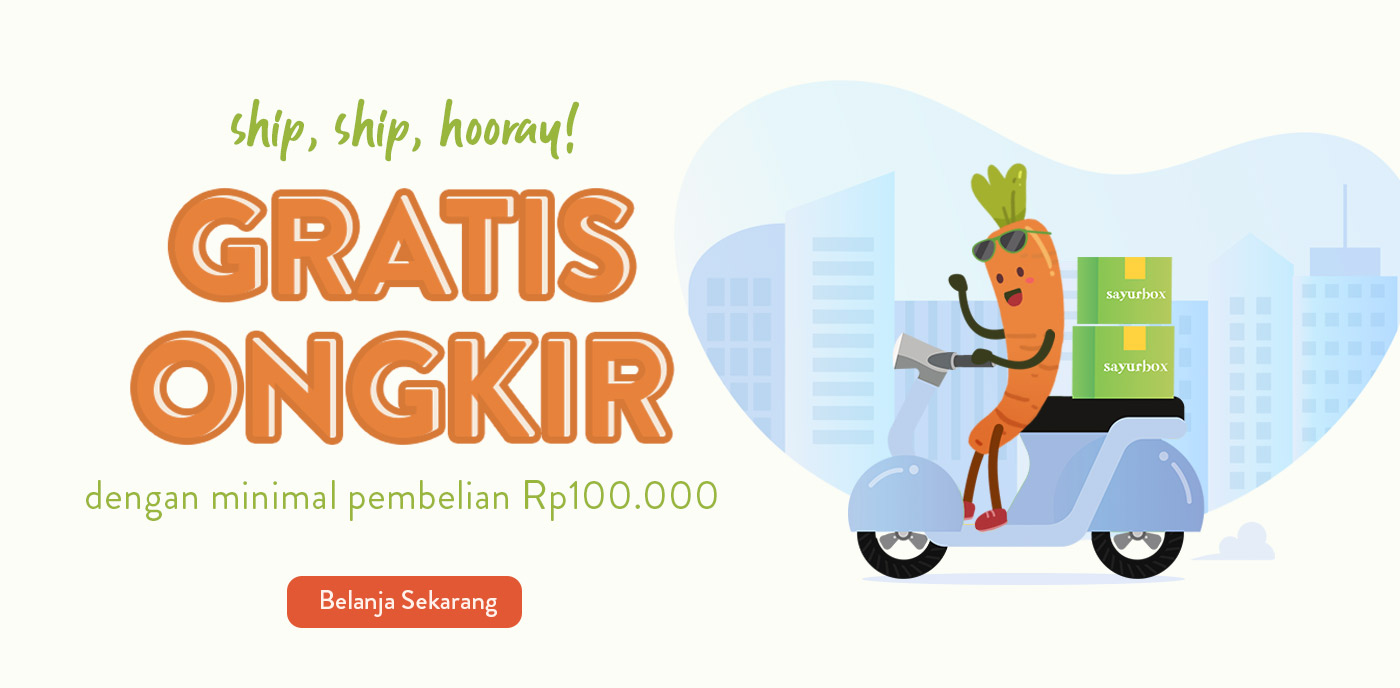 ship, ship, hooray!
GRATIS
ONGKIR
dengan minimal pembelian Rp100.000
Belanja Sekarang
sayurbox
sayurbox